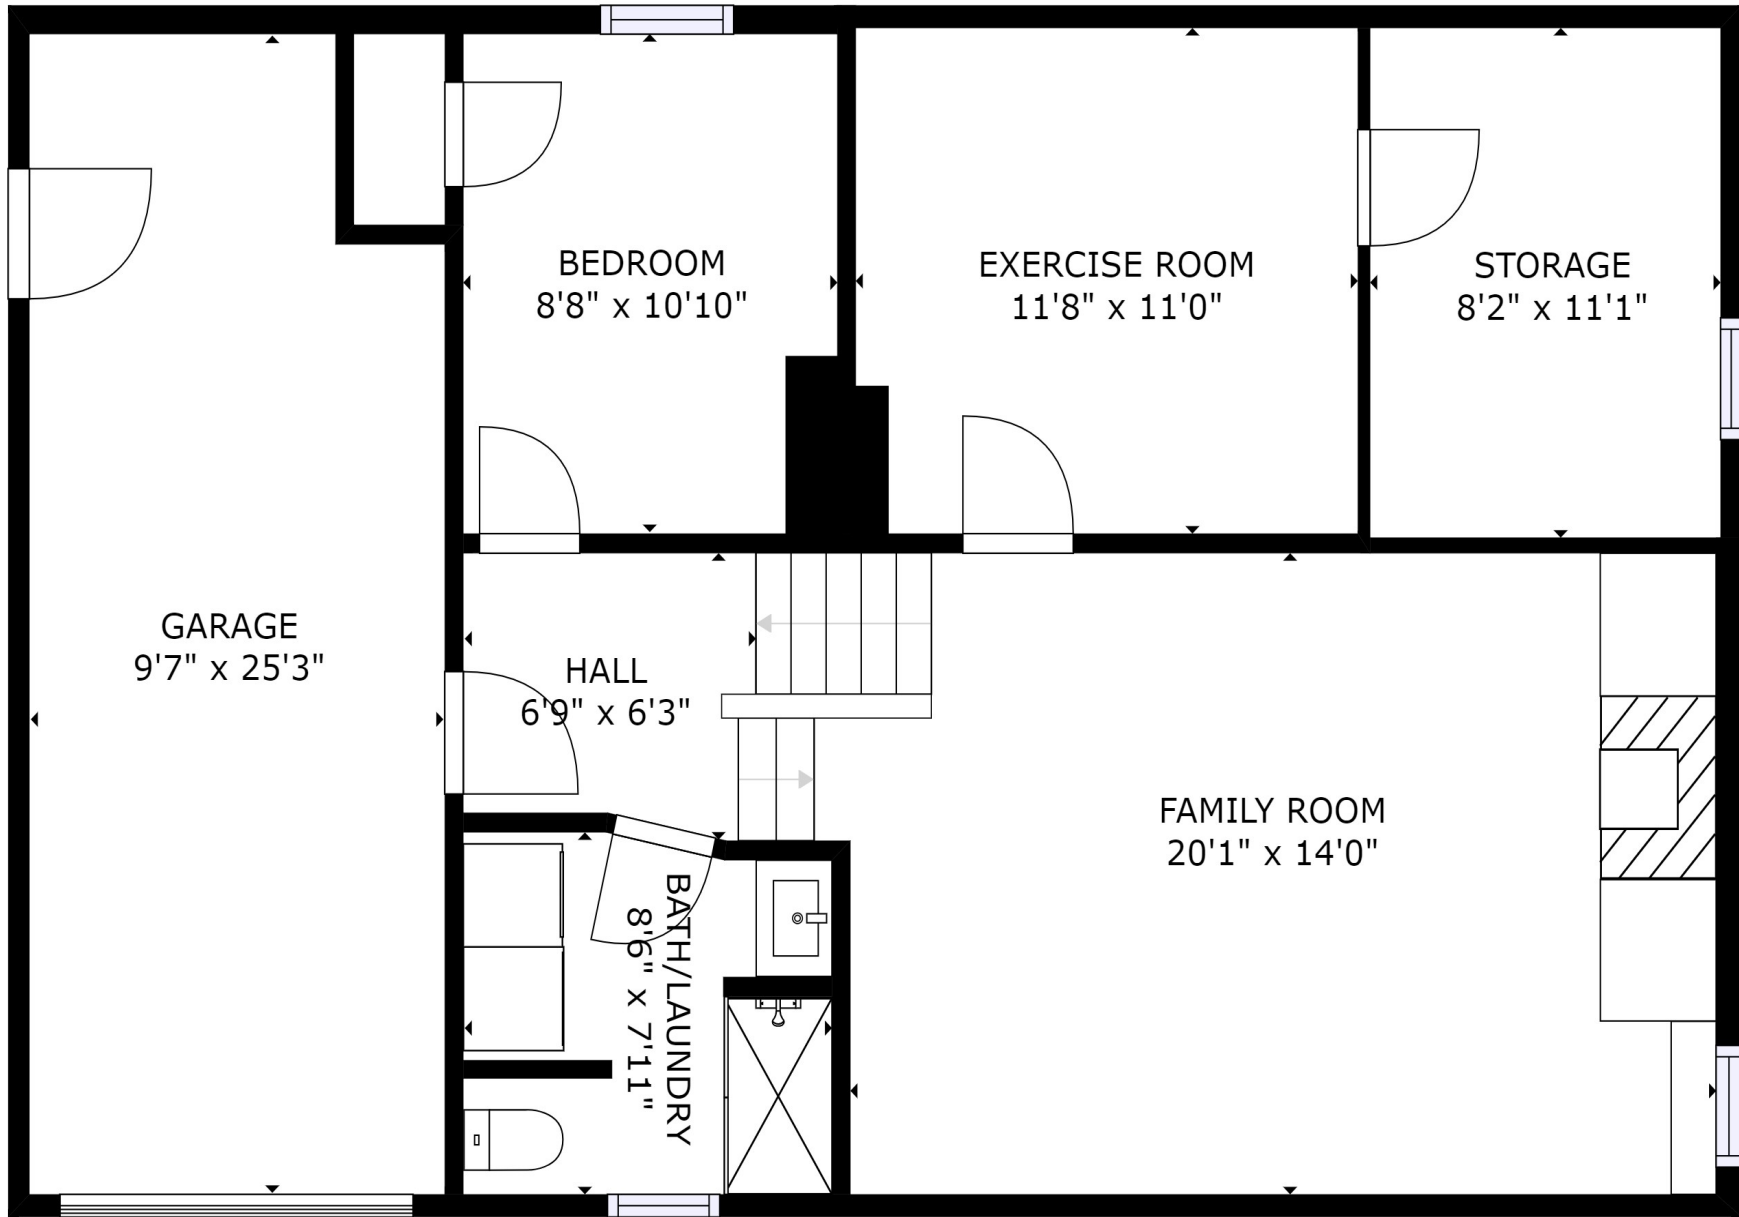 BEDROOM
8'8" x 10'10"
EXERCISE ROOM
11'8" x 11'0"
STORAGE
8'2" x 11'1"
GARAGE
9'7" x 25'3"
HALL
6'9" x 6'3"
FAMILY ROOM
20'1" x 14'0"
BATH/LAUNDRY
8'6" x 7'11"